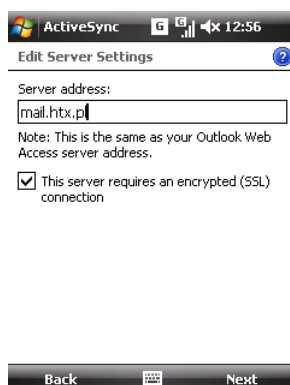 ActiveSync G G 12:56
Edit Server Settings ?
Server address:
mail.htx.pl
Note: This is the same as your Outlook Web
Access server address.
This server requires an encrypted (SSL)
connection
Back Next